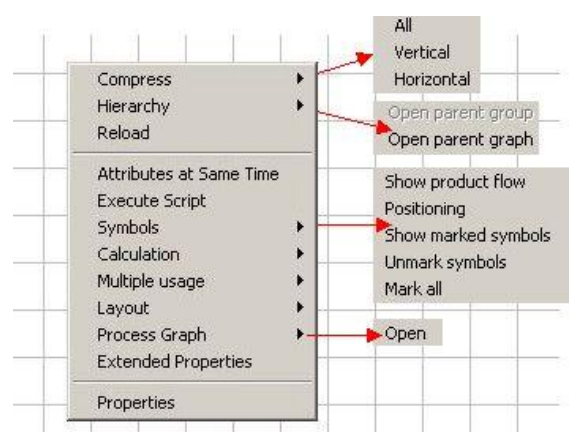 Compress
Hierarchy
Reload
Attributes at Same Time
Execute Script
Symbols
Calculation
Multiple usage
Layout
Process Graph
Extended Properties
Properties
All
Vertical
Horizontal
Open parent group
Open parent graph
Show product flow
Positioning
Show marked symbols
Unmark symbols
Mark all
Open